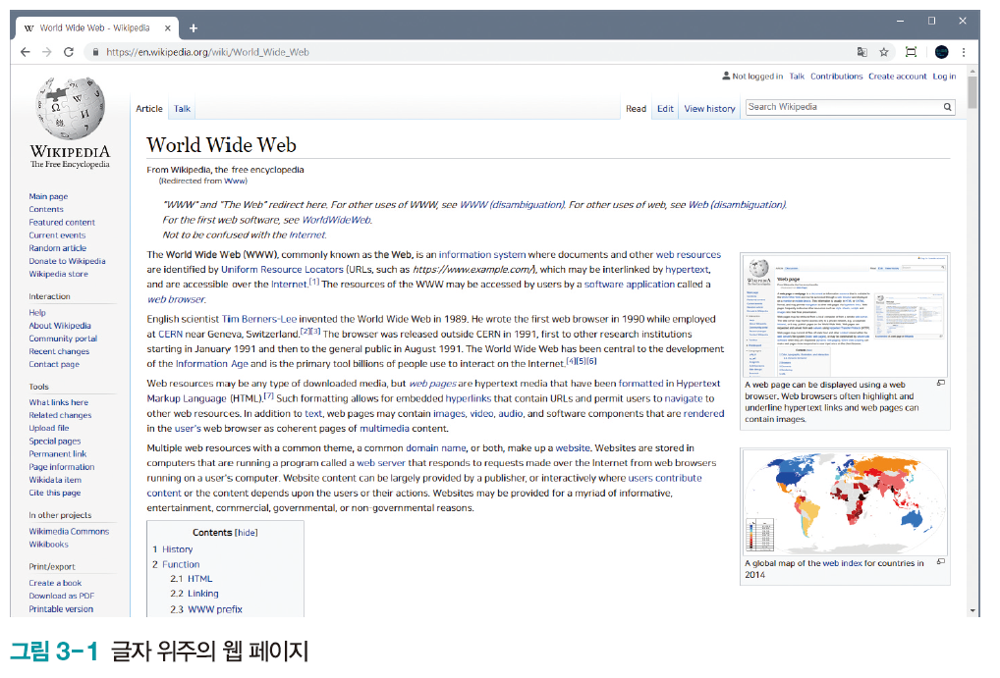 World Wide Web - Wikipedia
https://en.wikipedia.org/wiki/World_Wide_Web
Not logged in Talk Contributions Create account Log in
WIKIPEDIA
The Free Encyclopedia
Main page
Contents
Featured content
Current events
Random article
Donate to Wikipedia
Wikipedia store
Interaction
Help
About Wikipedia
Community portal
Recent changes
Contact page
Tools
What links here
Related changes
Upload file
Special pages
Permanent link
Page information
Wikidata item
Cite this page
In other projects
Wikimedia Commons
Wikibooks
Print/export
Create a book
Download as PDF
Printable version
Article Talk
Read Edit View history Search Wikipedia
World Wide Web
From Wikipedia, the free encyclopedia
(Redirected from Www)
"WWW" and "The Web" redirect here. For other uses of WWW, see WWW (disambiguation). For other uses of web, see Web (disambiguation).
For the first web software, see WorldWideWeb.
Not to be confused with the Internet.
The World Wide Web (WWW), commonly known as the Web, is an information system where documents and other web resources
are identified by Uniform Resource Locators (URLs, such as https://www.example.com/), which may be interlinked by hypertext,
and are accessible over the Internet.[1] The resources of the WWW may be accessed by users by a software application called a
web browser.
English scientist Tim Berners-Lee invented the World Wide Web in 1989. He wrote the first web browser in 1990 while employed
at CERN near Geneva, Switzerland.[2][3] The browser was released outside CERN in 1991, first to other research institutions
starting in January 1991 and then to the general public in August 1991. The World Wide Web has been central to the development
of the Information Age and is the primary tool billions of people use to interact on the Internet.[4][5][6]
Web resources may be any type of downloaded media, but web pages are hypertext media that have been formatted in Hypertext
Markup Language (HTML).[7] Such formatting allows for embedded hyperlinks that contain URLs and permit users to navigate to
other web resources. In addition to text, web pages may contain images, video, audio, and software components that are rendered
in the user's web browser as coherent pages of multimedia content.
Multiple web resources with a common theme, a common domain name, or both, make up a website. Websites are stored in
computers that are running a program called a web server that responds to requests made over the Internet from web browsers
running on a user's computer. Website content can be largely provided by a publisher, or interactively where users contribute
content or the content depends upon the users or their actions. Websites may be provided for a myriad of informative,
entertainment, commercial, governmental, or non-governmental reasons.
Contents [hide]
1 History
2 Function
2.1 HTML
2.2 Linking
2.3 WWW prefix
Web page
A web page can be displayed using a web
browser. Web browsers often highlight and
underline hypertext links and web pages can
contain images.
A global map of the web index for countries in
2014
그림 3-1 글자 위주의 웹 페이지